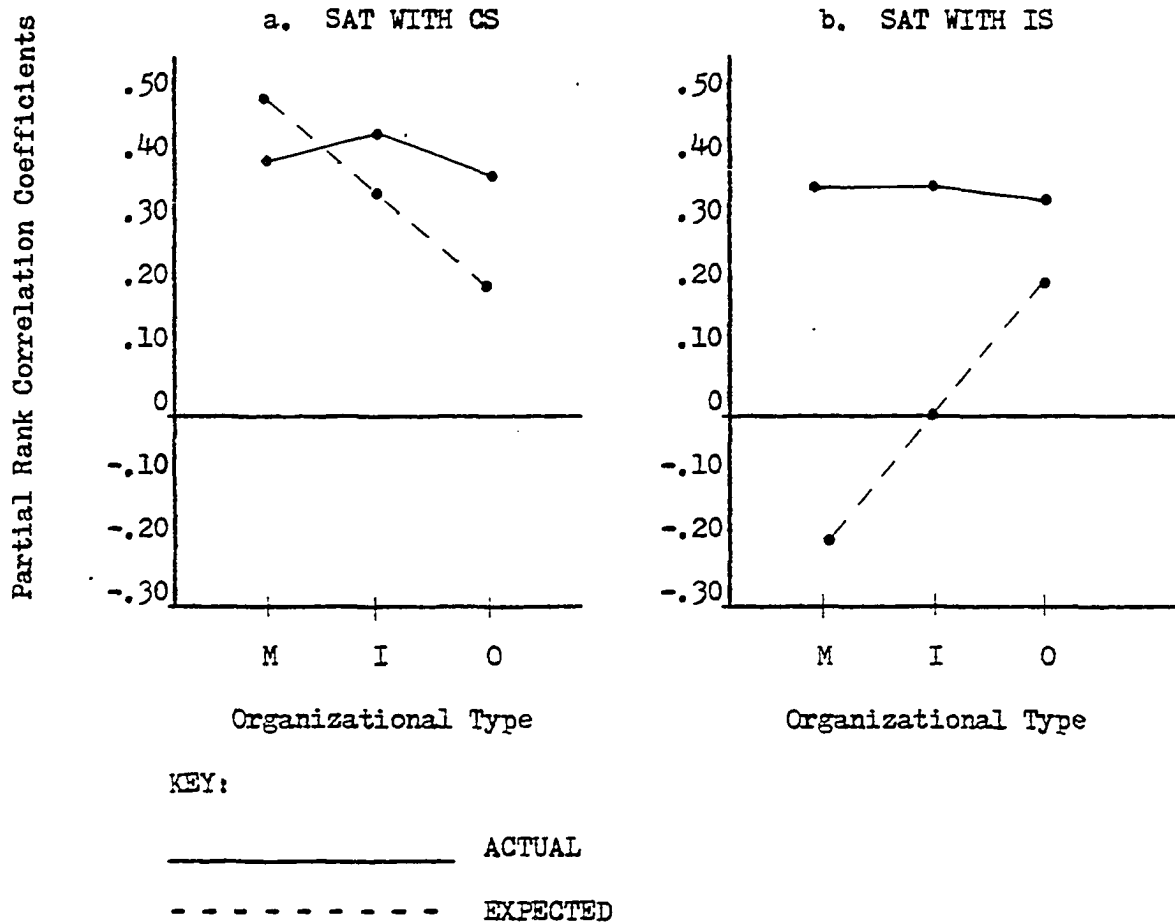 Partial Rank Correlation Coefficients
a. SAT WITH CS
.50
.40
.30
.20
.10
0
-.10
-.20
-.30
M I O
Organizational Type
b. SAT WITH IS
.50
.40
.30
.20
.10
0
-.10
-.20
-.30
M I O
Organizational Type
KEY:
ACTUAL
EXPECTED